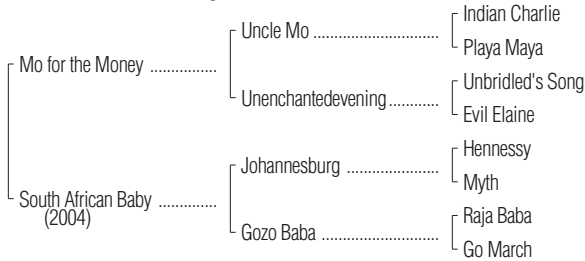 Indian Charlie
Uncle Mo ......................
Playa Maya
Mo for the Money ...............
Unbridled's Song
Unenchantedevening............
Evil Elaine
Hennessy
Johannesburg ...................
Myth
South African Baby .............
(2004)
Raja Baba
Gozo Baba ........................
Go March